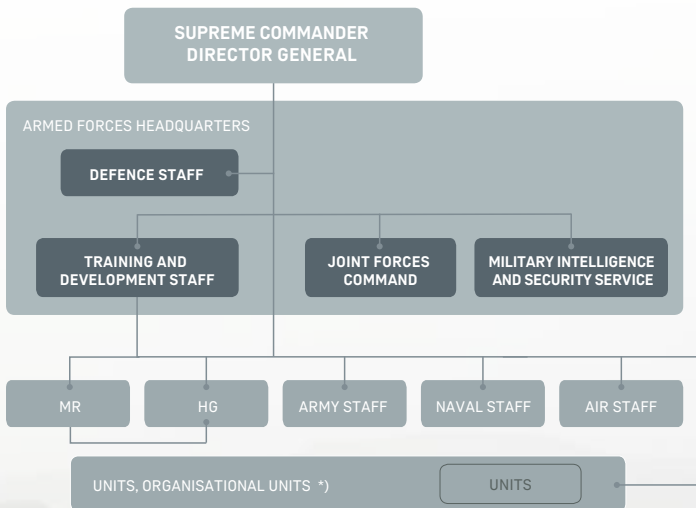 SUPREME COMMANDER
DIRECTOR GENERAL
ARMED FORCES HEADQUARTERS
DEFENCE STAFF
TRAINING AND
DEVELOPMENT STAFF
JOINT FORCES
COMMAND
MILITARY INTELLIGENCE
AND SECURITY SERVICE
MR
HG
ARMY STAFF
NAVAL STAFF
AIR STAFF
UNITS, ORGANISATIONAL UNITS *)
UNITS